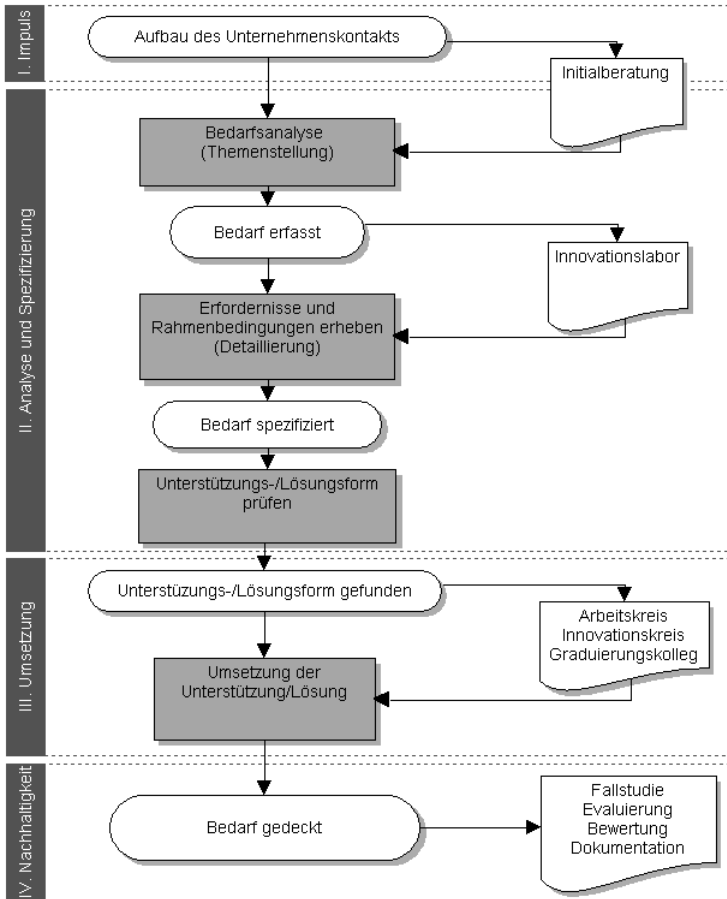 I. Impuls
Aufbau des Unternehmenskontakts
Initialberatung
II. Analyse und Spezifizierung
Bedarfsanalyse
(Themenstellung)
Bedarf erfasst
Innovationslabor
Erfordernisse und
Rahmenbedingungen erheben
(Detaillierung)
Bedarf spezifiziert
Unterstützungs-/Lösungsform
prüfen
III. Umsetzung
Unterstüzungs-/Lösungsform gefunden
Arbeitskreis
Innovationskreis
Graduierungskolleg
Umsetzung der
Unterstützung/Lösung
IV. Nachhaltigkeit
Bedarf gedeckt
Fallstudie
Evaluierung
Bewertung
Dokumentation